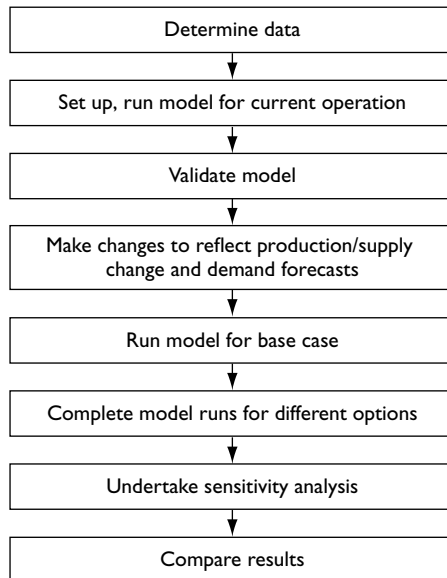 Determine data
Set up, run model for current operation
Validate model
Make changes to reflect production/supply
change and demand forecasts
Run model for base case
Complete model runs for different options
Undertake sensitivity analysis
Compare results